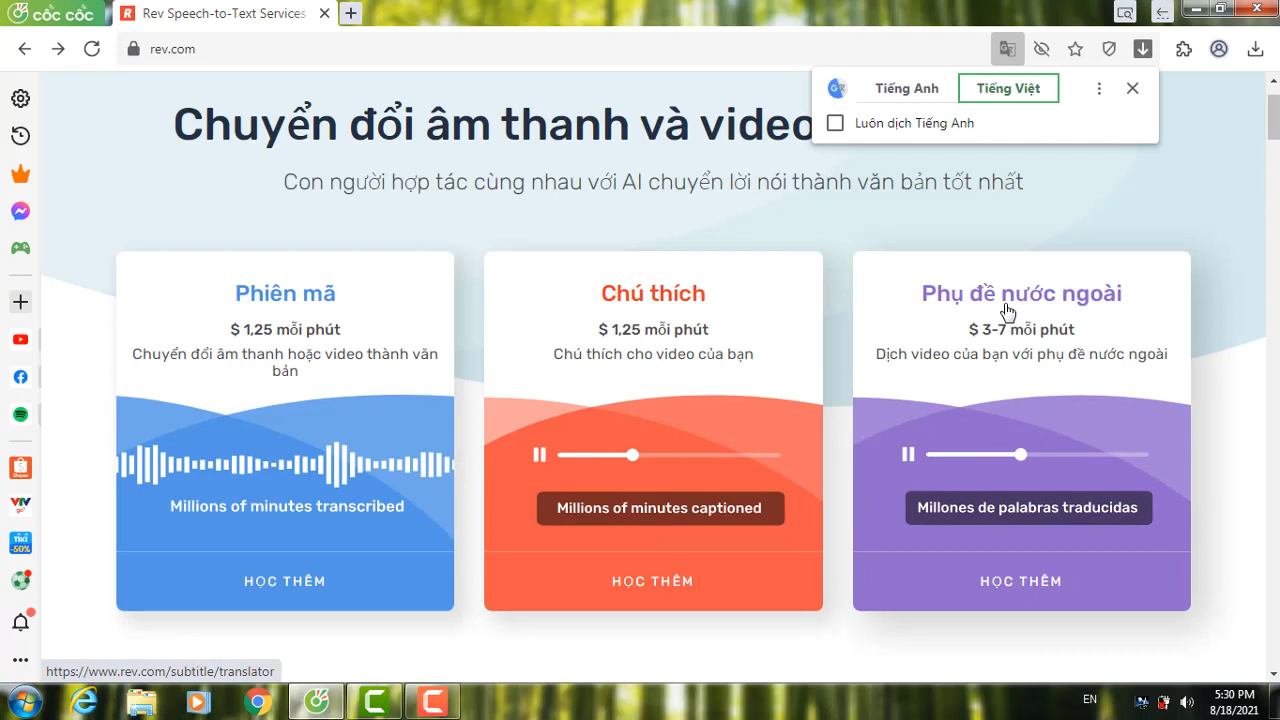 cốc cốc
Rev Speech-to-Text Services
rev.com
Tiếng Anh
Tiếng Việt
Luôn dịch Tiếng Anh
Chuyển đổi âm thanh và video
Con người hợp tác cùng nhau với AI chuyển lời nói thành văn bản tốt nhất
Phiên mã
$ 1,25 mỗi phút
Chuyển đổi âm thanh hoặc video thành văn
bản
Millions of minutes transcribed
HỌC THÊM
Chú thích
$ 1,25 mỗi phút
Chú thích cho video của bạn
Millions of minutes captioned
HỌC THÊM
Phụ đề nước ngoài
$ 3-7 mỗi phút
Dịch video của bạn với phụ đề nước ngoài
Millones de palabras traducidas
HỌC THÊM
https://www.rev.com/subtitle/translator
EN
5:30 PM
8/18/2021